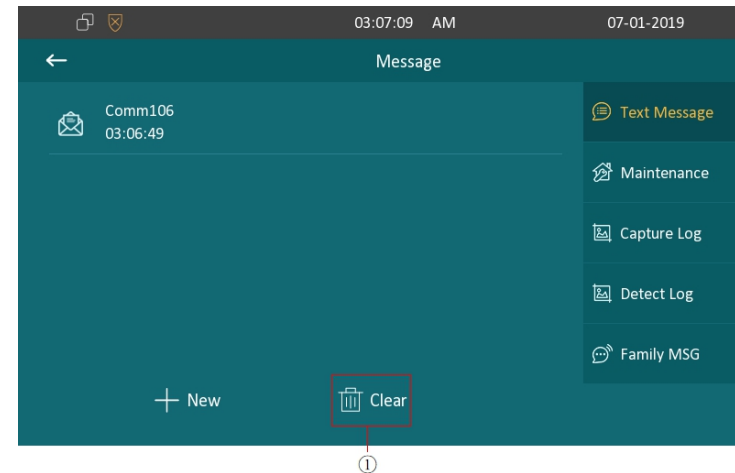 03:07:09 AM 07-01-2019
Message
Comm106
03:06:49
Text Message
Maintenance
Capture Log
Detect Log
Family MSG
New
Clear
①